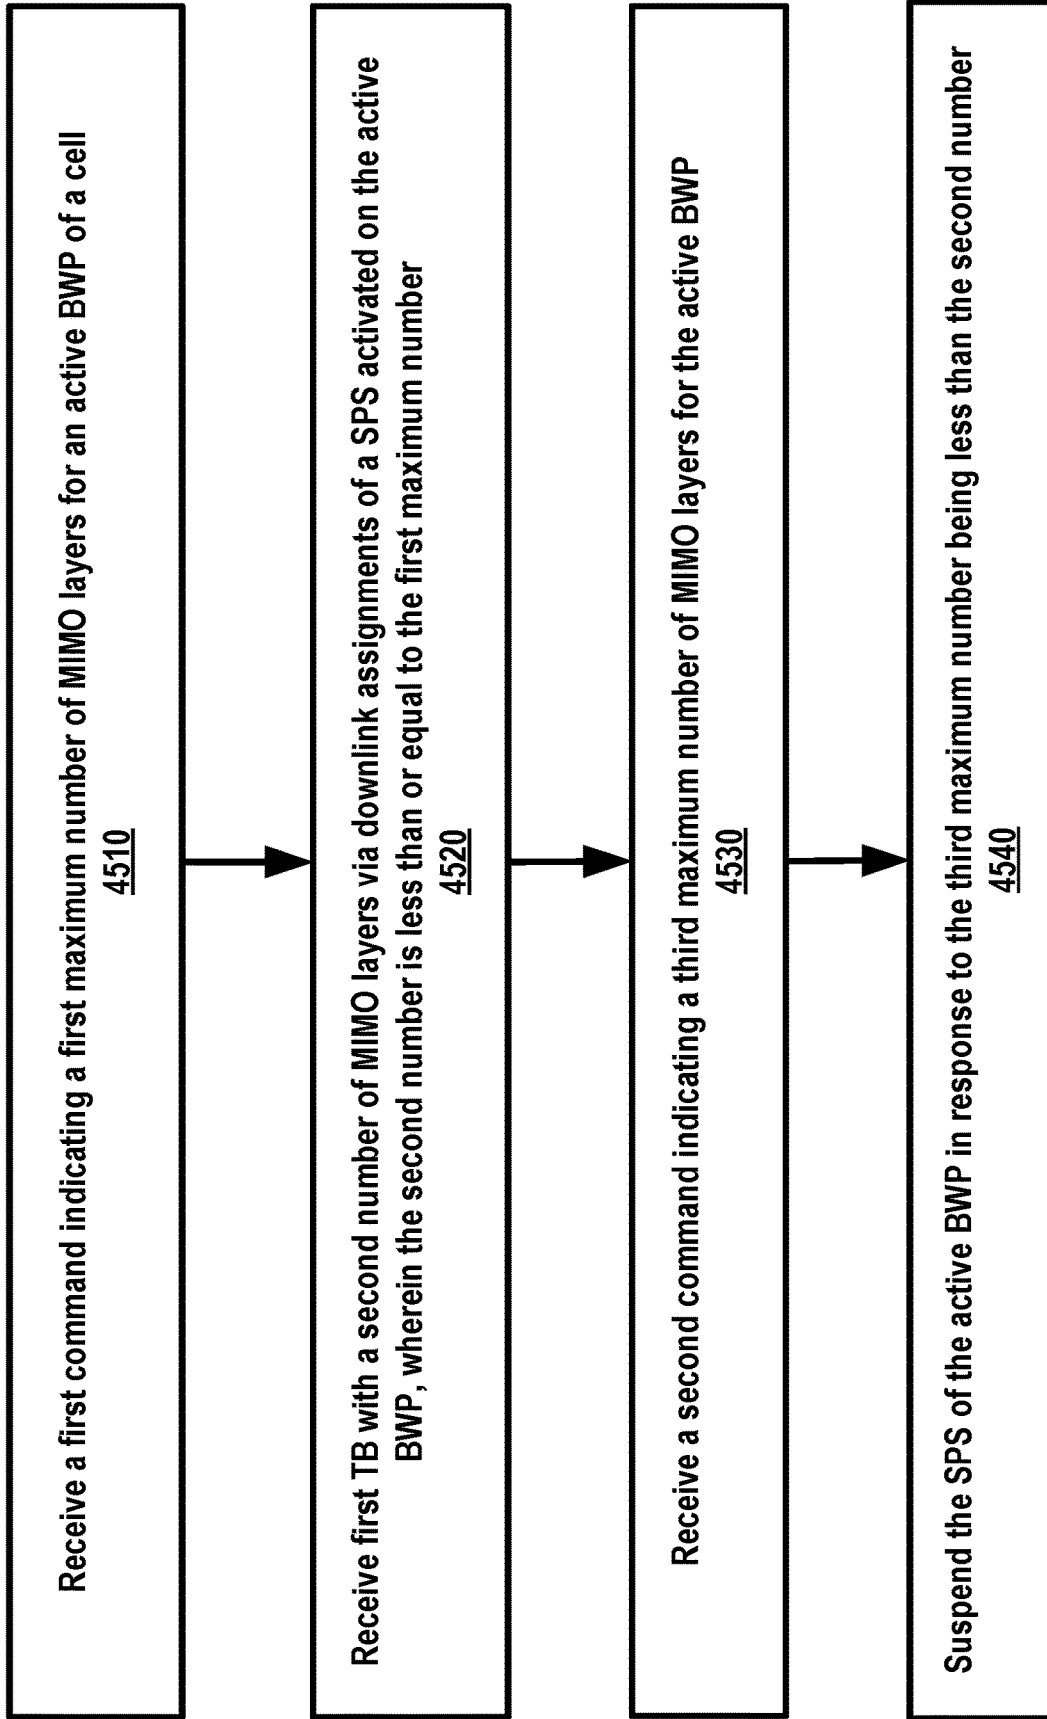 Receive a first command indicating a first maximum number of MIMO layers for an active BWP of a cell
4510
Receive first TB with a second number of MIMO layers via downlink assignments of a SPS activated on the active
BWP, wherein the second number is less than or equal to the first maximum number
4520
Receive a second command indicating a third maximum number of MIMO layers for the active BWP
4530
Suspend the SPS of the active BWP in response to the third maximum number being less than the second number
4540